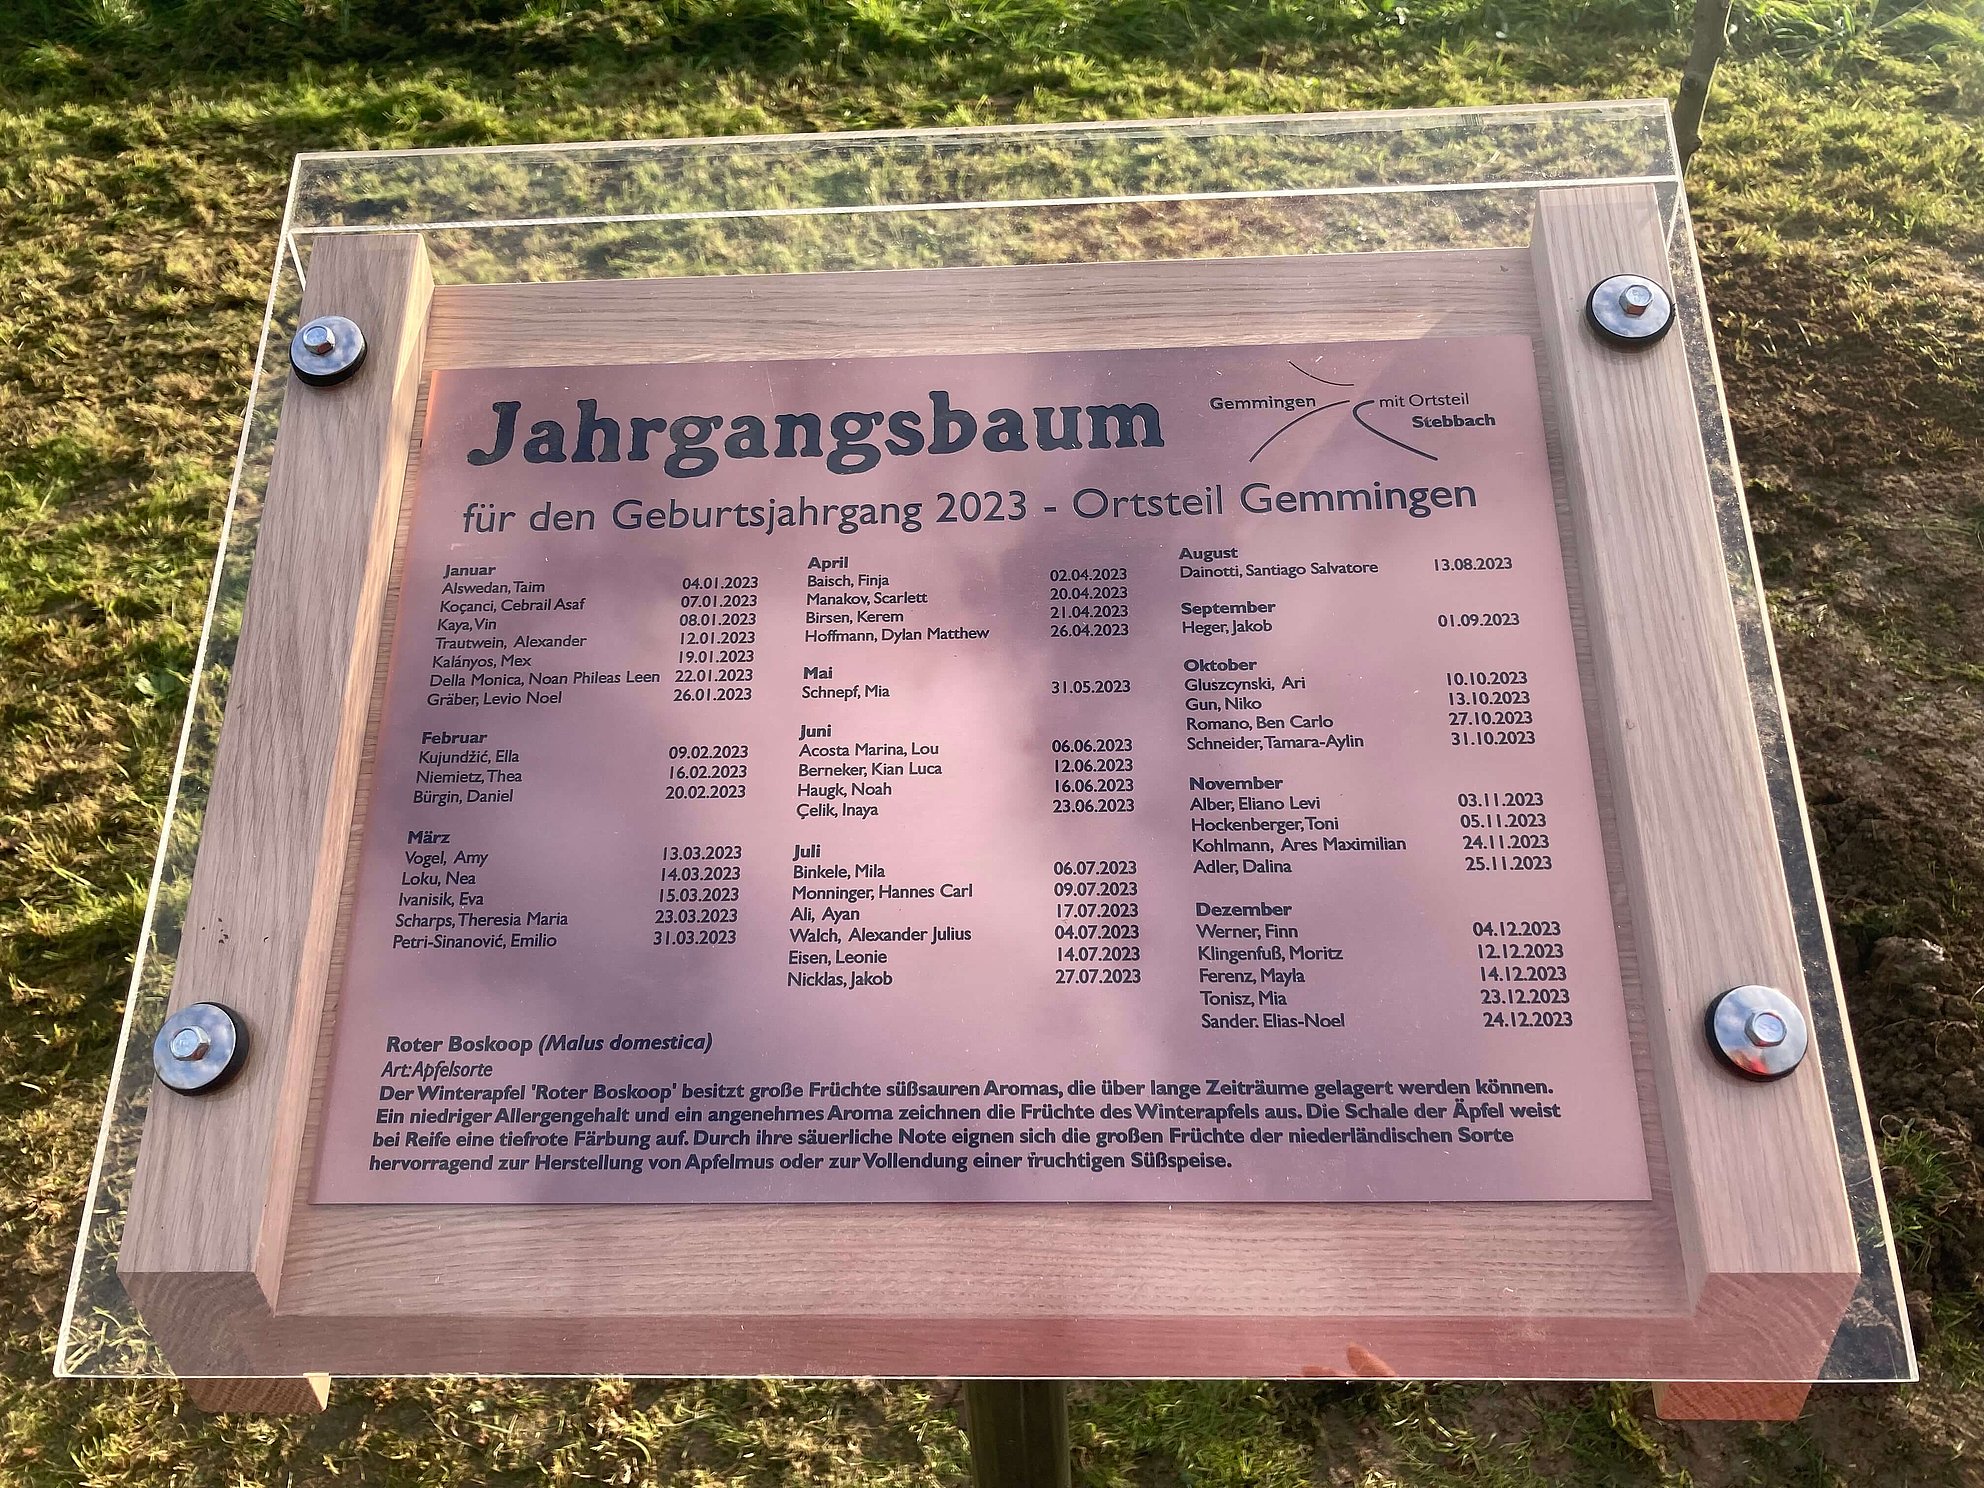 Jahrgangsbaum
Gemmingen mit Ortsteil
Stebbach
für den Geburtsjahrgang 2023 - Ortsteil Gemmingen
Januar
Alswedan, Taim 04.01.2023
Koçanci, Cebrail Asaf 07.01.2023
Kaya, Vin 08.01.2023
Trautwein, Alexander 12.01.2023
Kalányos, Mex 19.01.2023
Della Monica, Noan Phileas Leen 22.01.2023
Gräber, Levio Noel 26.01.2023
Februar
Kujundžić, Ella 09.02.2023
Niemietz, Thea 16.02.2023
Bürgin, Daniel 20.02.2023
März
Vogel, Amy 13.03.2023
Loku, Nea 14.03.2023
Ivanisik, Eva 15.03.2023
Scharps, Theresia Maria 23.03.2023
Petri-Sinanović, Emilio 31.03.2023
April
Baisch, Finja 02.04.2023
Manakov, Scarlett 20.04.2023
Birsen, Kerem 21.04.2023
Hoffmann, Dylan Matthew 26.04.2023
Mai
Schnepf, Mia 31.05.2023
Juni
Acosta Marina, Lou 06.06.2023
Berneker, Kian Luca 12.06.2023
Haugk, Noah 16.06.2023
Çelik, Inaya 23.06.2023
Juli
Binkele, Mila 06.07.2023
Monninger, Hannes Carl 09.07.2023
Ali, Ayan 17.07.2023
Walch, Alexander Julius 04.07.2023
Eisen, Leonie 14.07.2023
Nicklas, Jakob 27.07.2023
August
Dainotti, Santiago Salvatore 13.08.2023
September
Heger, Jakob 01.09.2023
Oktober
Gluszcynski, Ari 10.10.2023
Gun, Niko 13.10.2023
Romano, Ben Carlo 27.10.2023
Schneider, Tamara-Aylin 31.10.2023
November
Alber, Eliano Levi 03.11.2023
Hockenberger, Toni 05.11.2023
Kohlmann, Ares Maximilian 24.11.2023
Adler, Dalina 25.11.2023
Dezember
Werner, Finn 04.12.2023
Klingenfuß, Moritz 12.12.2023
Ferenz, Mayla 14.12.2023
Tonisz, Mia 23.12.2023
Sander. Elias-Noel 24.12.2023
Roter Boskoop (Malus domestica)
Art: Apfelsorte
Der Winterapfel 'Roter Boskoop' besitzt große Früchte süßsauren Aromas, die über lange Zeiträume gelagert werden können.
Ein niedriger Allergengehalt und ein angenehmes Aroma zeichnen die Früchte des Winterapfels aus. Die Schale der Äpfel weist
bei Reife eine tiefrote Färbung auf. Durch ihre säuerliche Note eignen sich die großen Früchte der niederländischen Sorte
hervorragend zur Herstellung von Apfelmus oder zur Vollendung einer fruchtigen Süßspeise.